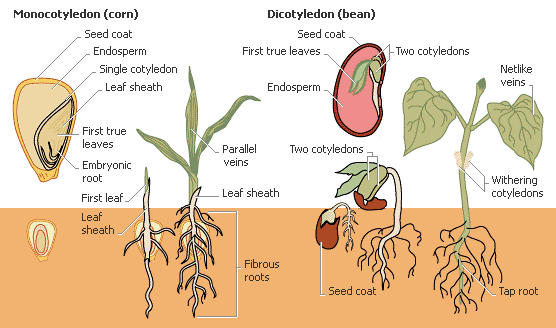 Monocotyledon (corn)
Seed coat
Endosperm
Single cotyledon
Leaf sheath
First true
leaves
Embryonic
root
First leaf
Leaf
sheath
Parallel
veins
Leaf sheath
Fibrous
roots
Dicotyledon (bean)
Seed coat
First true leaves
Two cotyledons
Endosperm
Netlike
veins
Two cotyledons
Withering
cotyledons
Seed coat
Tap root